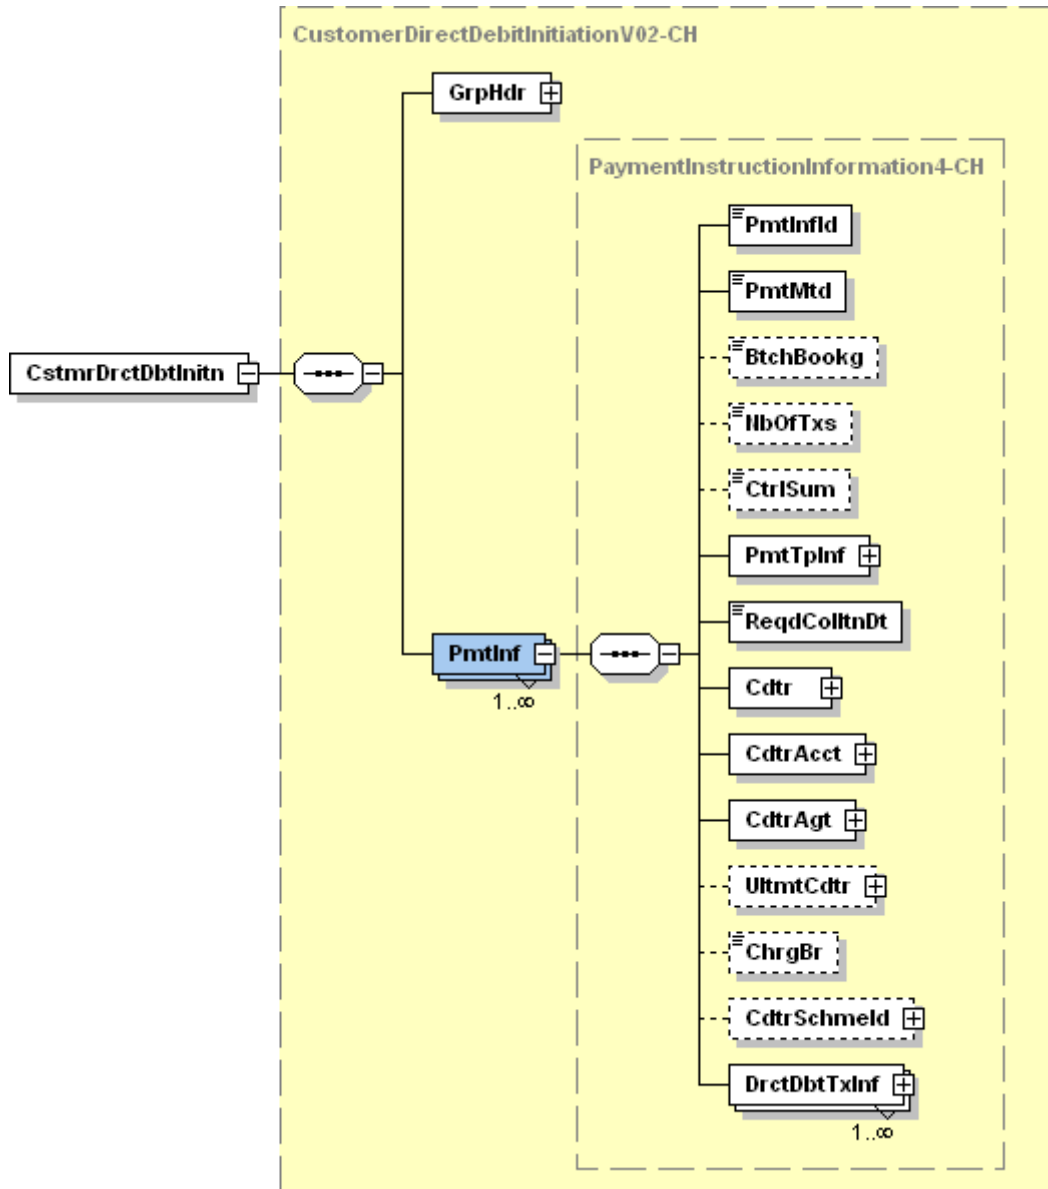 CustomerDirectDebitInitiationV02-CH
GrpHdr
PaymentInstructionInformation4-CH
PmtInfId
PmtMtd
BtchBookg
NbOfTxs
CtrlSum
PmtTpInf
ReqdColltnDt
CstmrDrctDbtInitn
PmtInf
1..∞
Cdtr
CdtrAcct
CdtrAgt
UltmtCdtr
ChrgBr
CdtrSchmeId
DrctDbtTxInf
1..∞